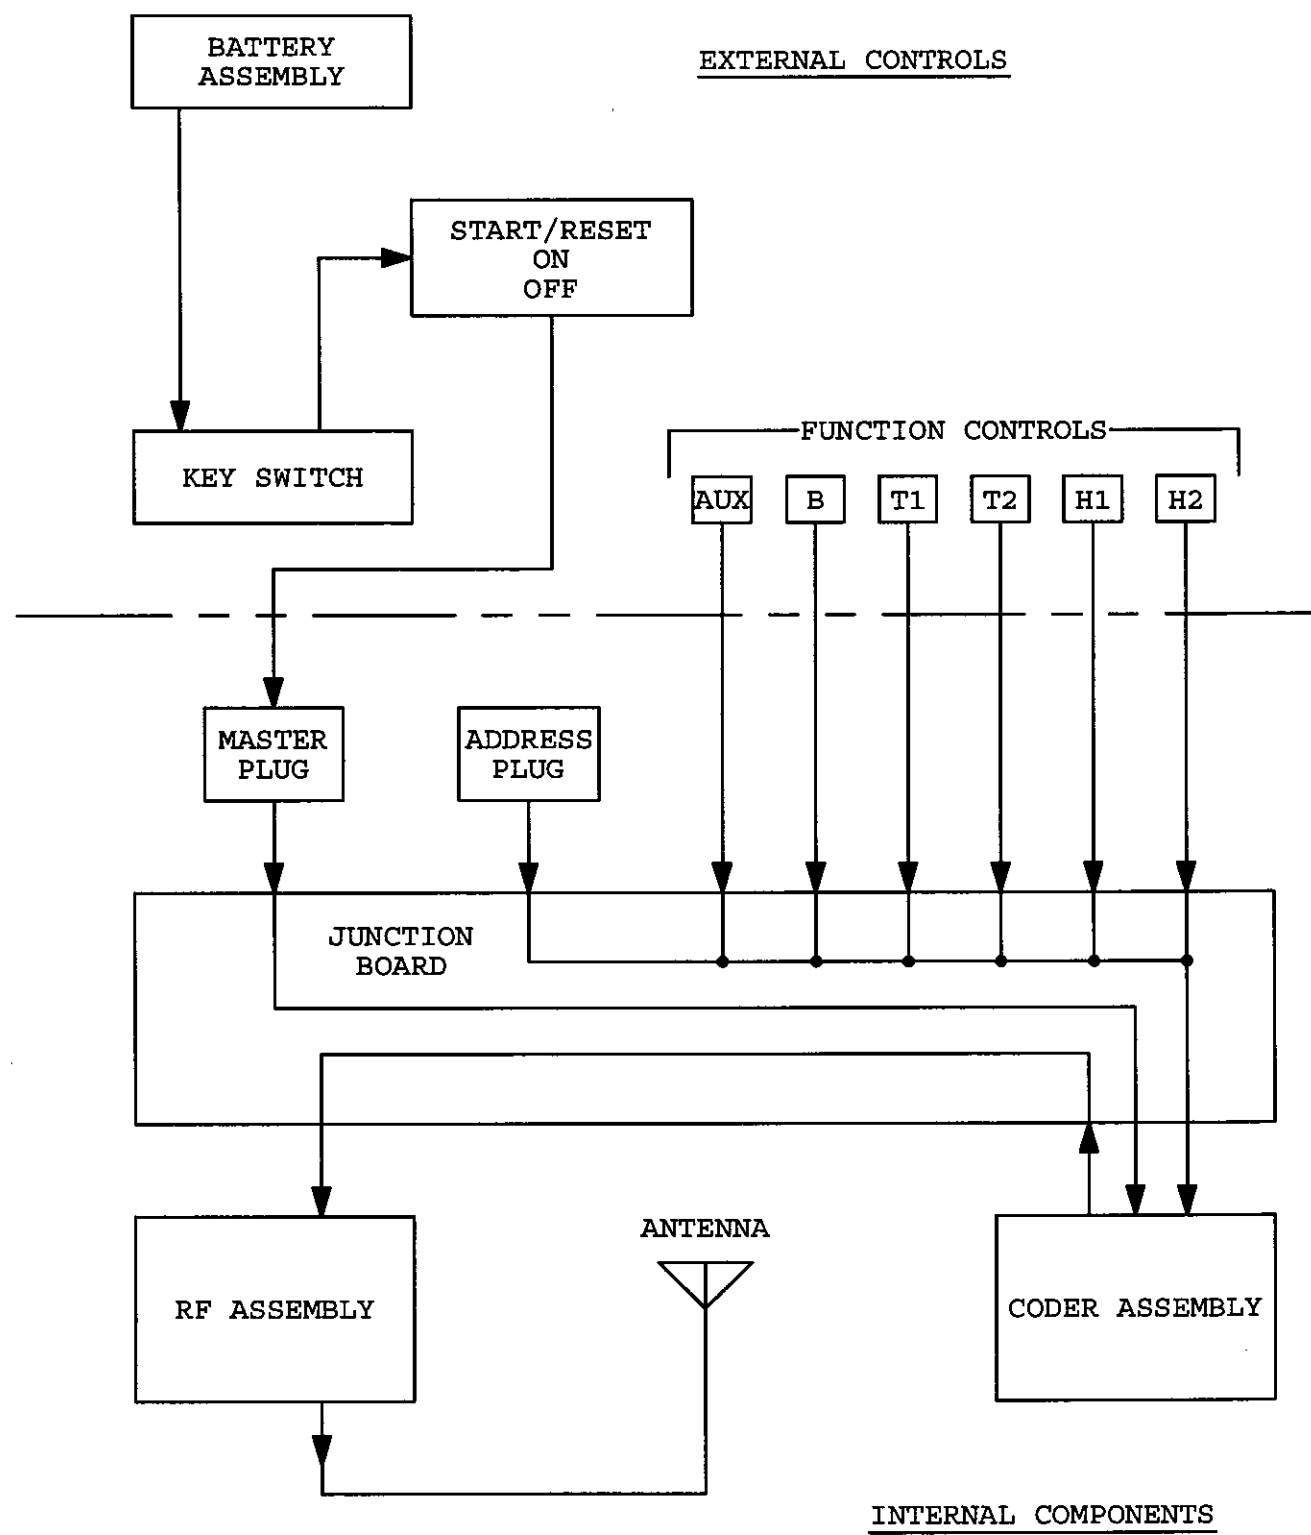 BATTERY
ASSEMBLY
EXTERNAL CONTROLS
START/RESET
ON
OFF
KEY SWITCH
FUNCTION CONTROLS
AUX B T1 T2 H1 H2
MASTER
PLUG
ADDRESS
PLUG
JUNCTION
BOARD
ANTENNA
RF ASSEMBLY
CODER ASSEMBLY
INTERNAL COMPONENTS